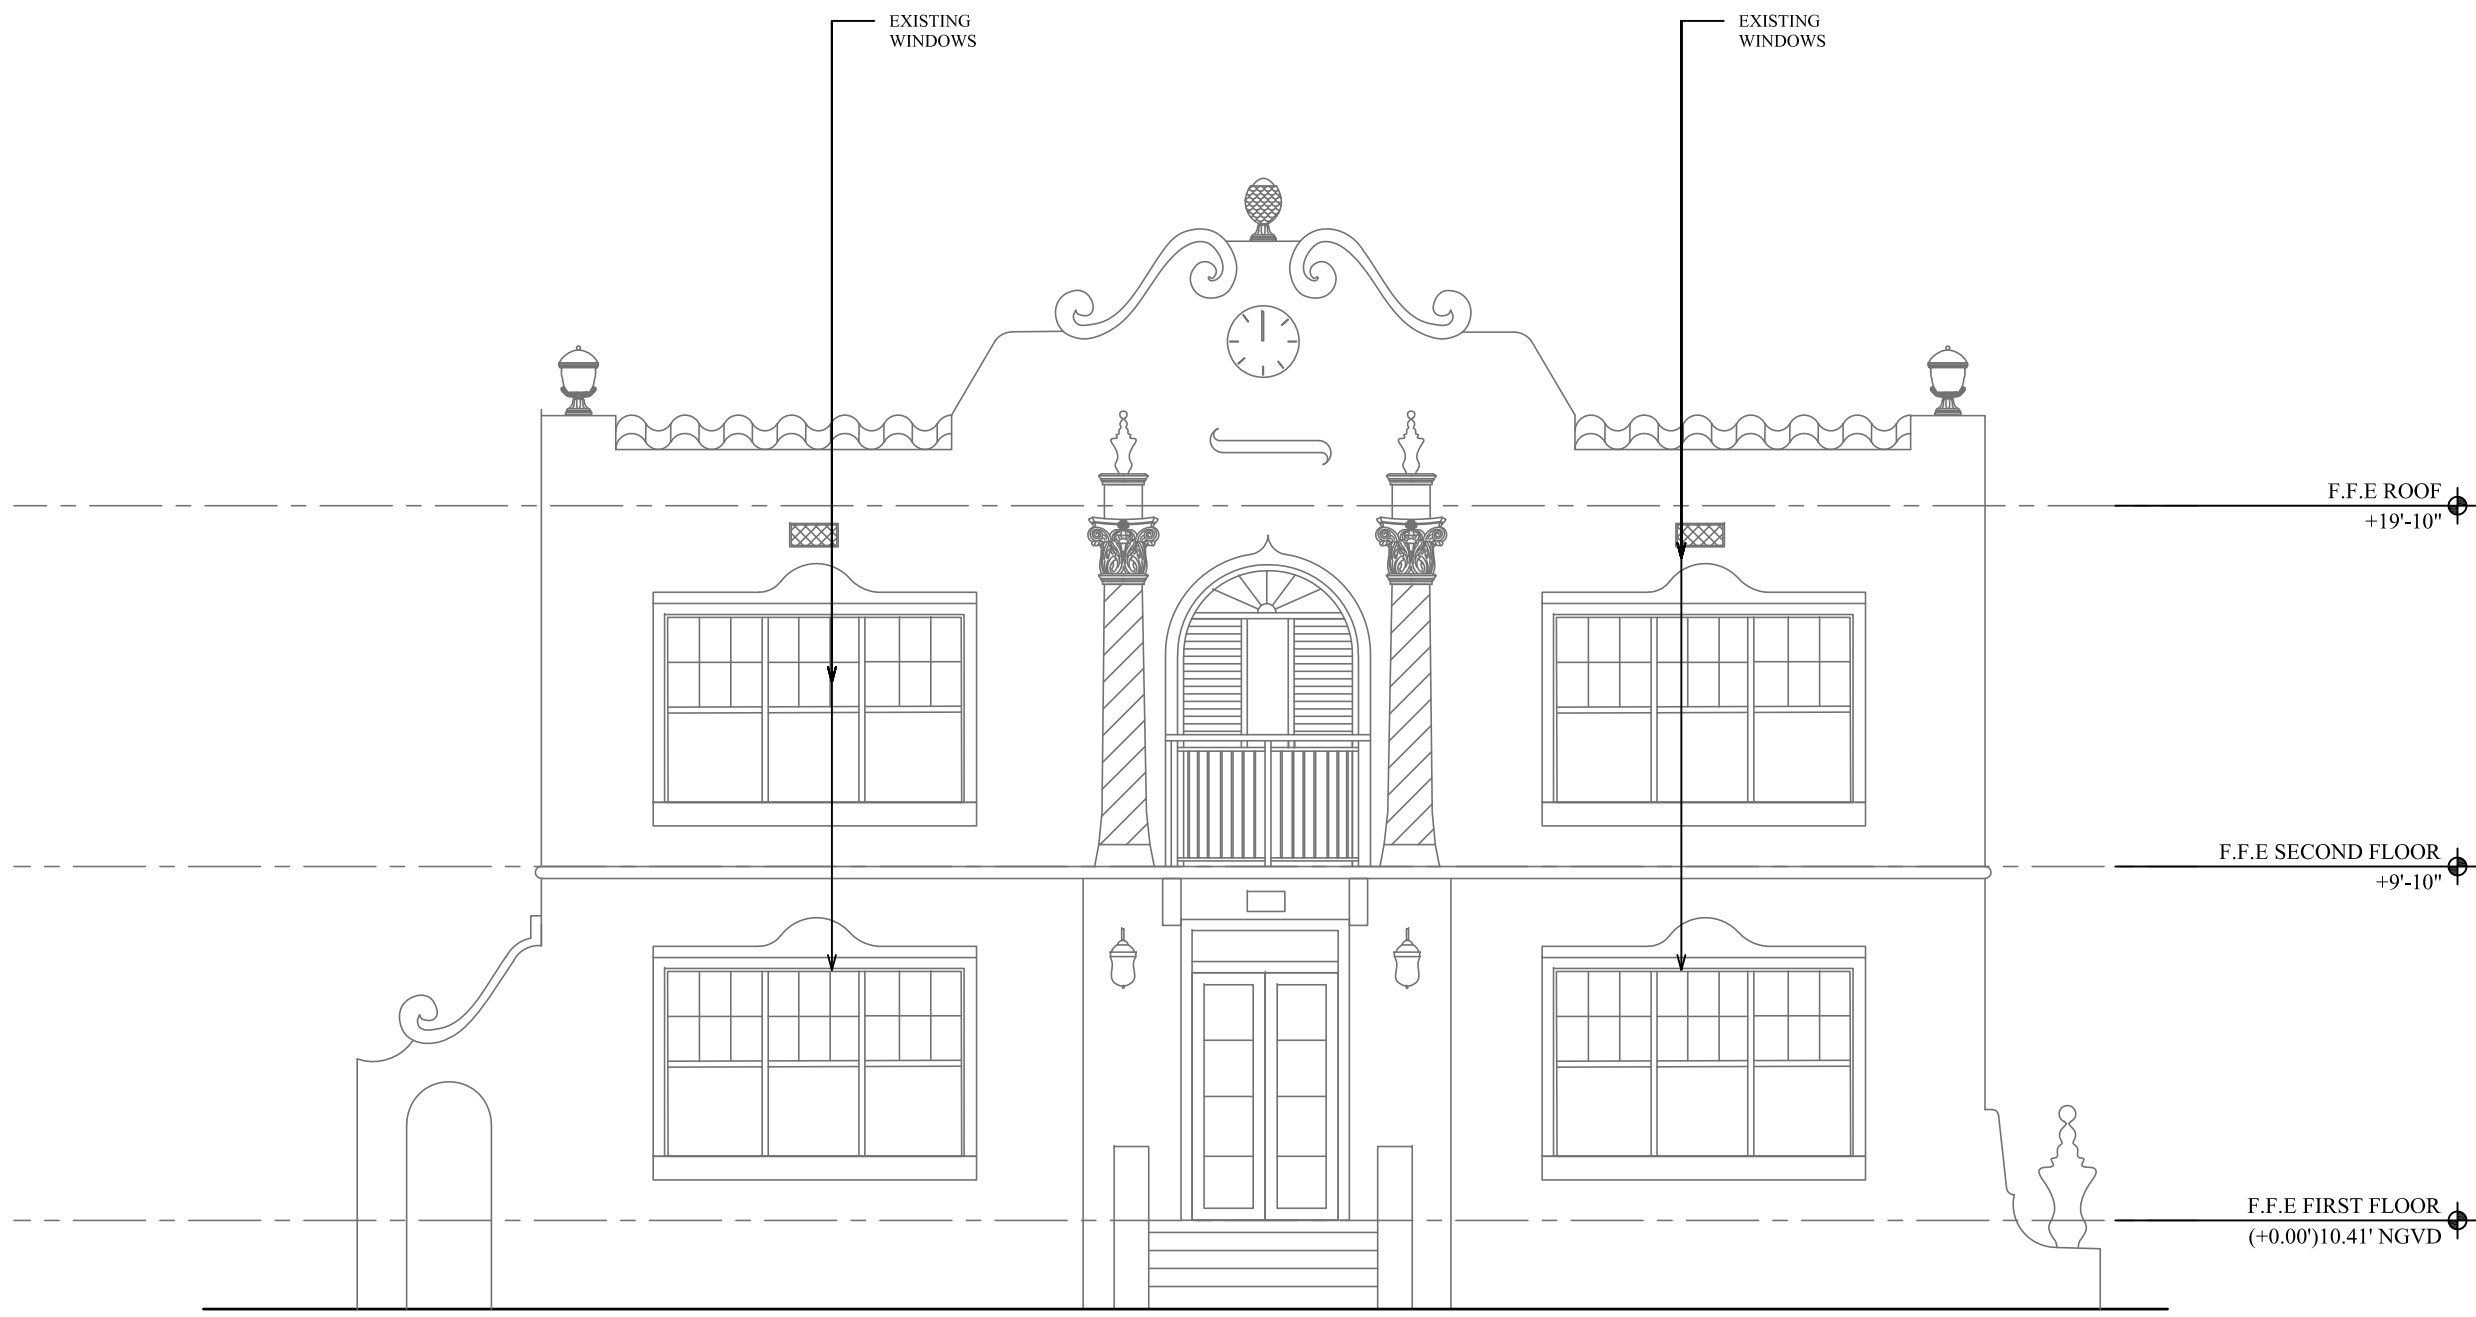 EXISTING
WINDOWS
EXISTING
WINDOWS
F.F.E ROOF
+19'-10"
F.F.E SECOND FLOOR
+9'-10"
F.F.E FIRST FLOOR
(+0.00')10.41' NGVD